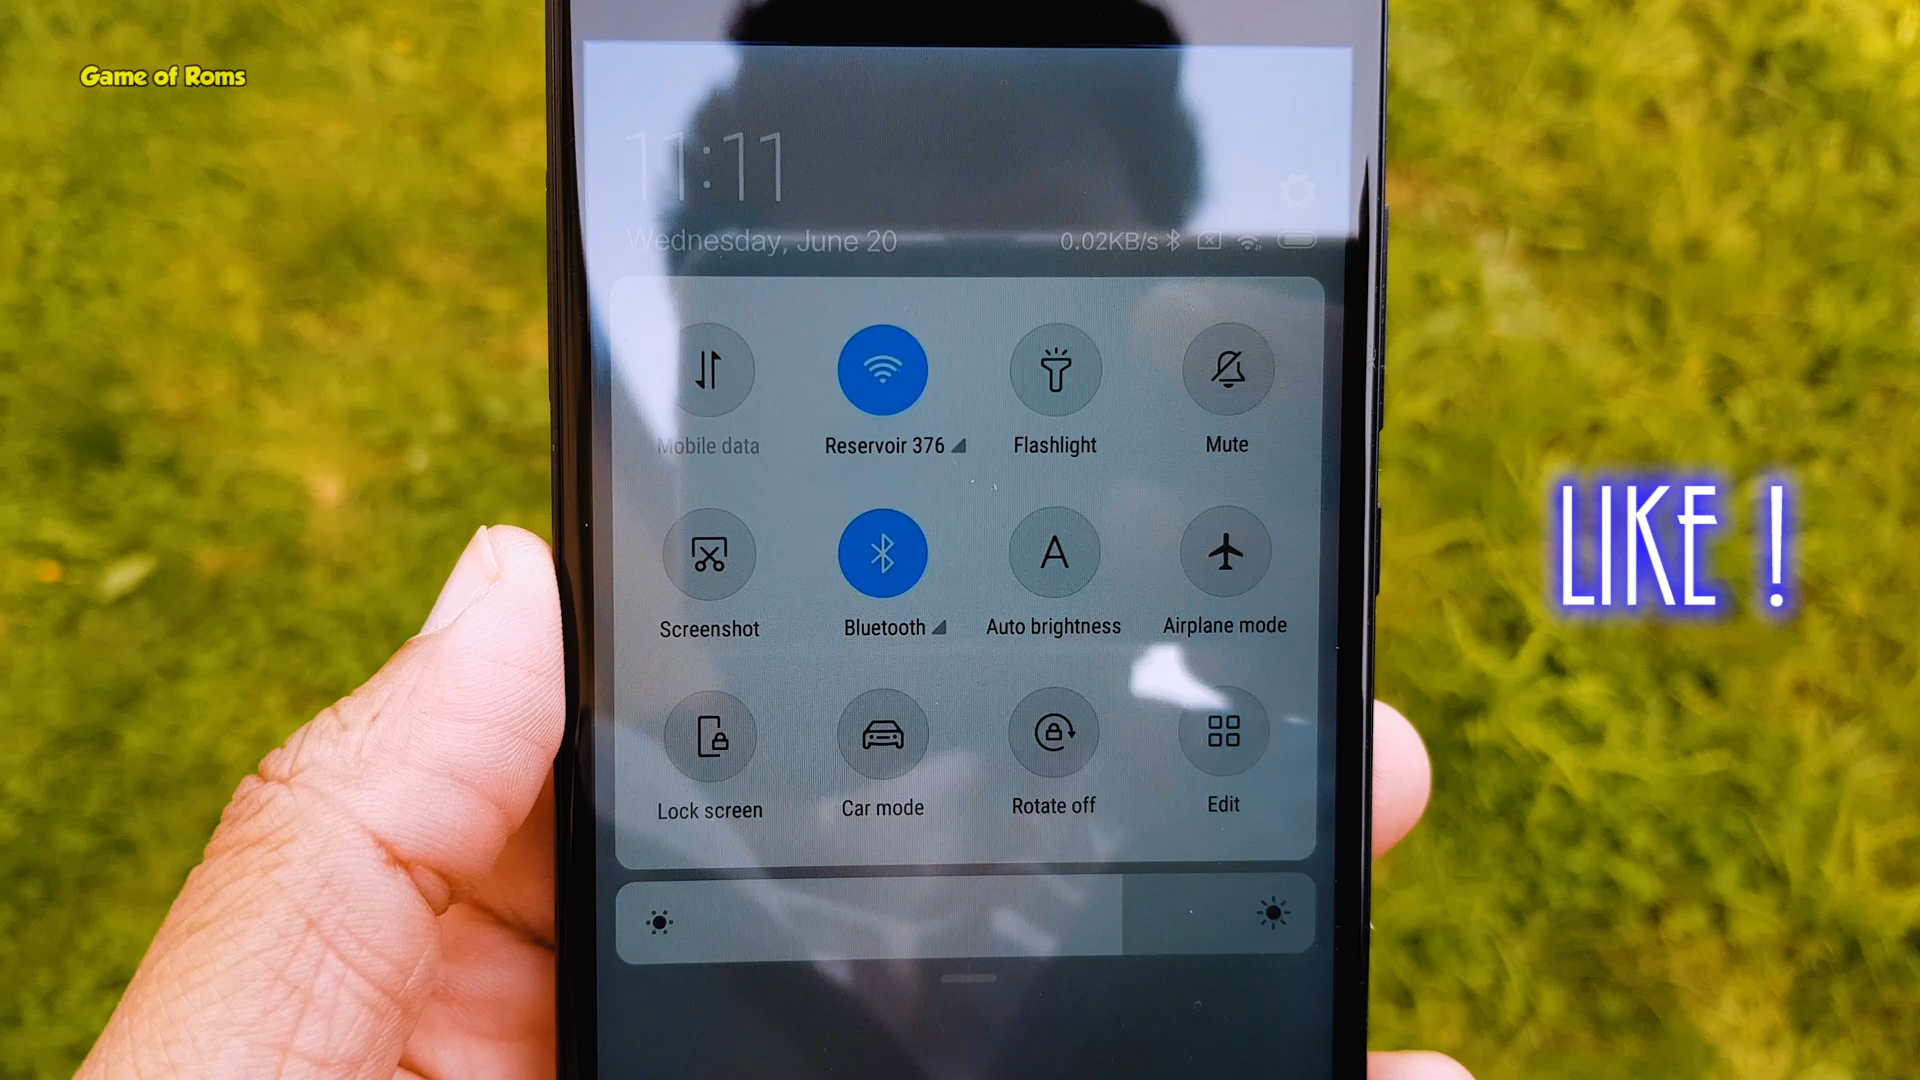 Game of Roms
11:11
Wednesday, June 20
0.02KB/s
Mobile data
Reservoir 376
Flashlight
Mute
LIKE !
Screenshot
Bluetooth
A
Auto brightness
Airplane mode
Lock screen
Car mode
Rotate off
Edit